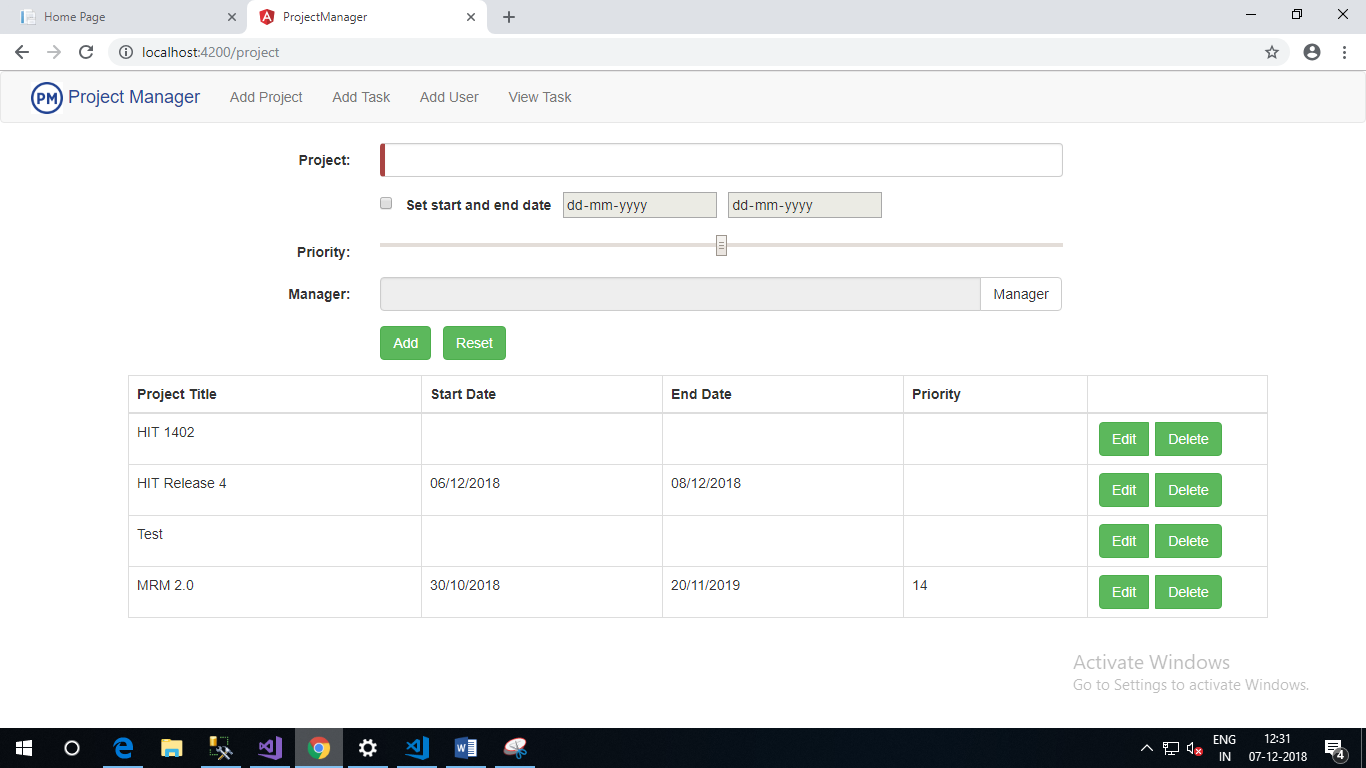 Home Page
ProjectManager
localhost:4200/project
PM Project Manager Add Project Add Task Add User View Task
Project:
Set start and end date dd-mm-yyyy dd-mm-yyyy
Priority:
Manager: Manager
Add Reset
Project Title Start Date End Date Priority
HIT 1402 Edit Delete
HIT Release 4 06/12/2018 08/12/2018 Edit Delete
Test Edit Delete
MRM 2.0 30/10/2018 20/11/2019 14 Edit Delete
Activate Windows
Go to Settings to activate Windows.
ENG 12:31
IN 07-12-2018 4